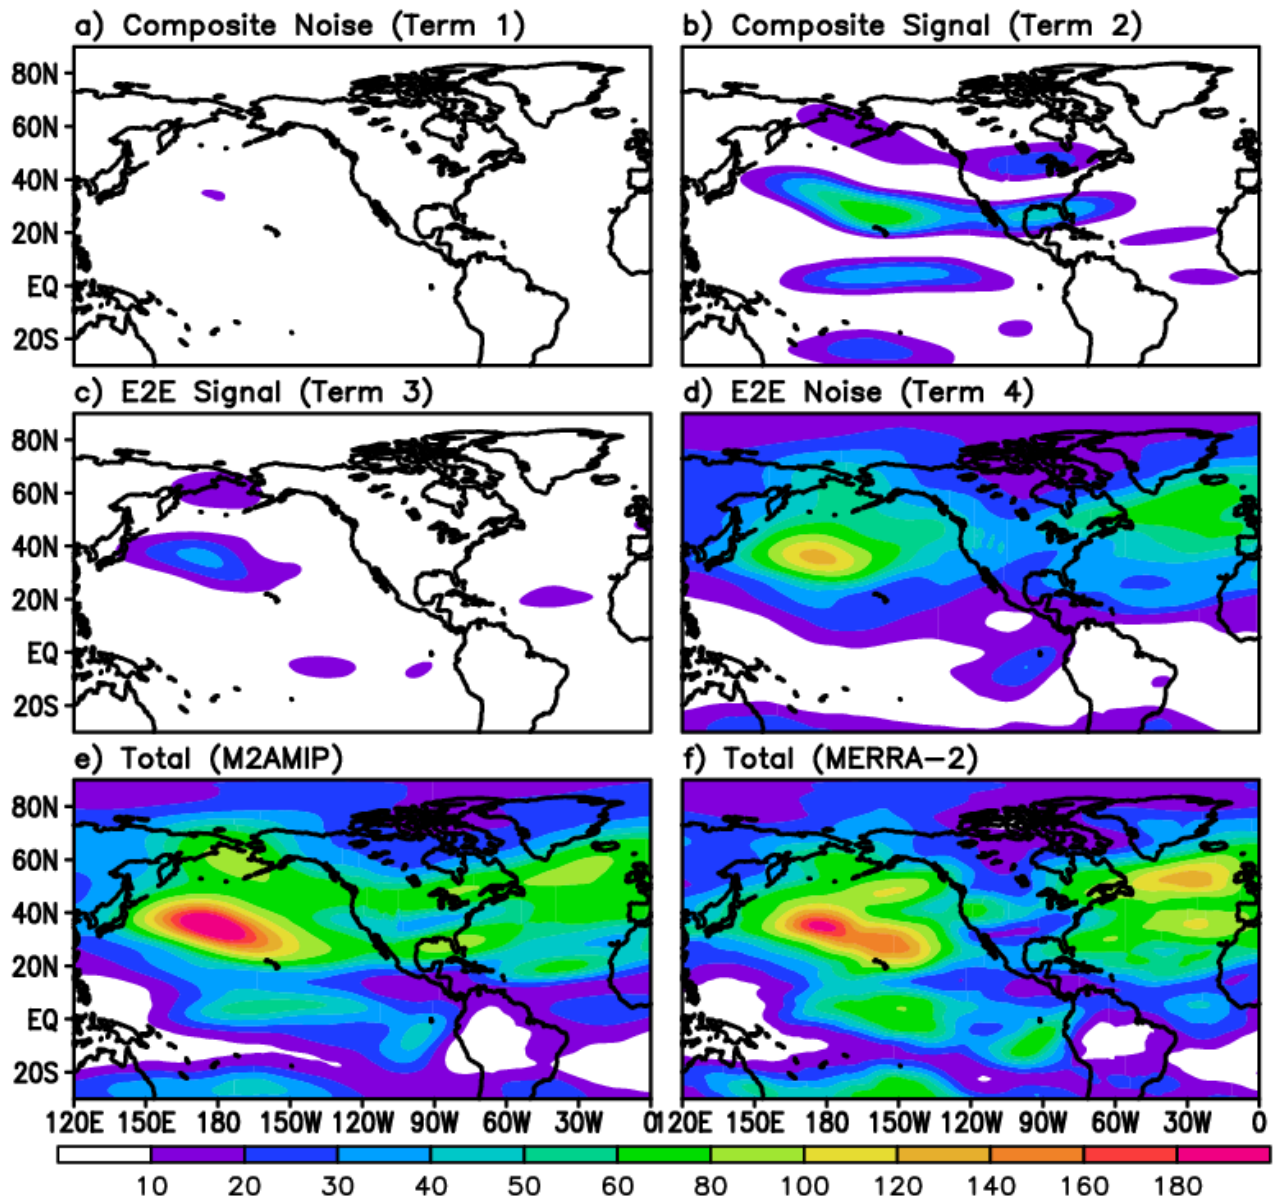 a) Composite Noise (Term 1)
b) Composite Signal (Term 2)
80N
60N
40N
20N
EQ
20S
c) E2E Signal (Term 3)
d) E2E Noise (Term 4)
80N
60N
40N
20N
EQ
20S
e) Total (M2AMIP)
f) Total (MERRA-2)
80N
60N
40N
20N
EQ
20S
120E 150E 180 150W 120W 90W 60W 30W 0
120E 150E 180 150W 120W 90W 60W 30W 0
10 20 30 40 50 60 80 100 120 140 160 180